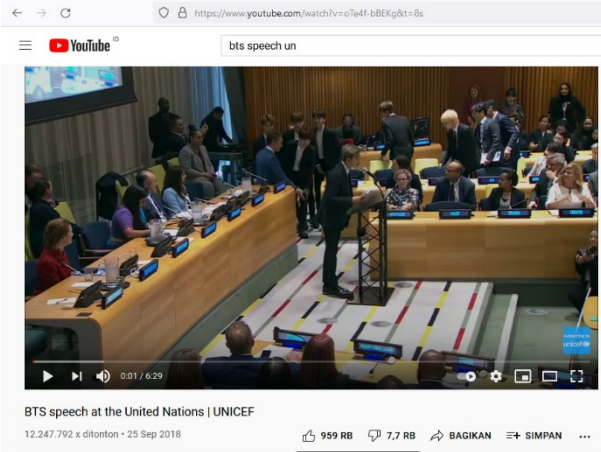 https://www.youtube.com/watch?v=oTe4f-bBEKg&t=8s
YouTube ID
bts speech un
unicef
0:01 / 6:29
BTS speech at the United Nations | UNICEF
12.247.792 x ditonton • 25 Sep 2018
959 RB 7,7 RB BAGIKAN SIMPAN